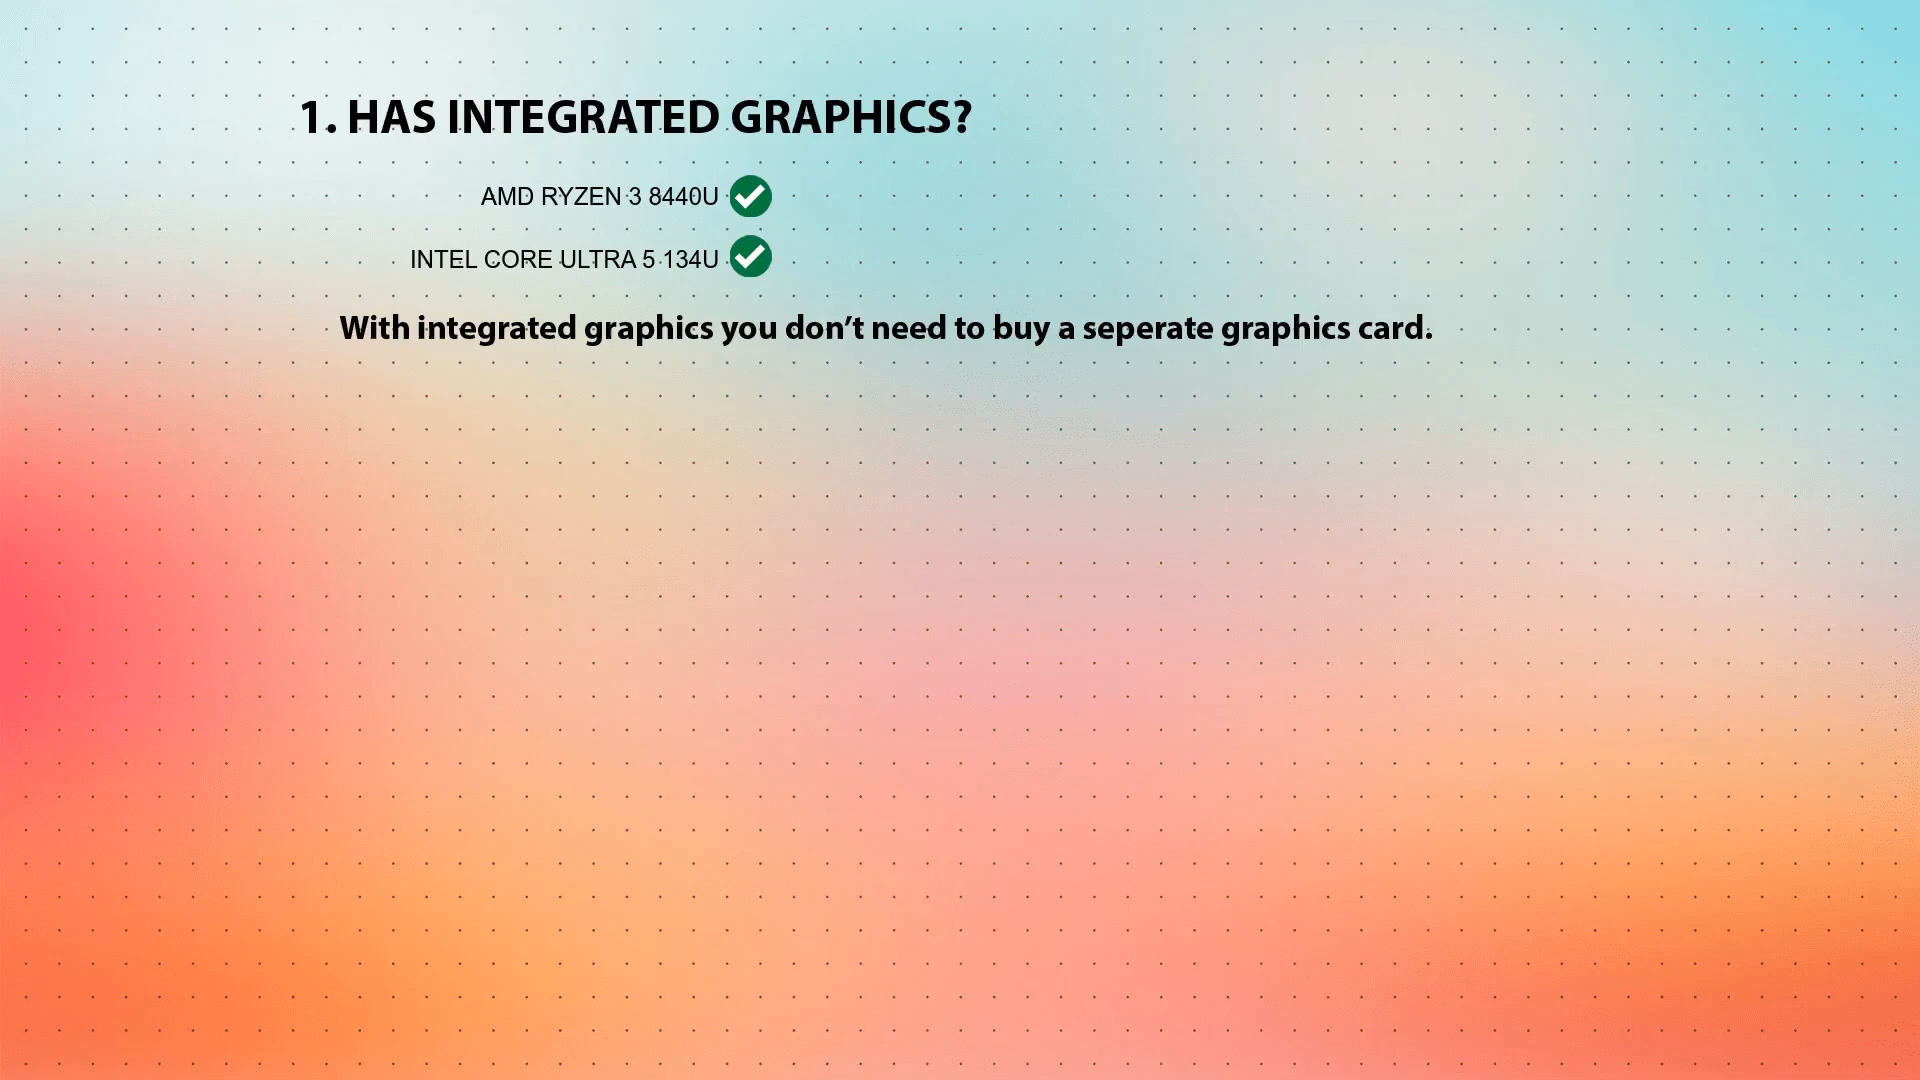 1. HAS INTEGRATED GRAPHICS?
AMD RYZEN 3 8440U
INTEL CORE ULTRA 5 134U
With integrated graphics you don’t need to buy a seperate graphics card.